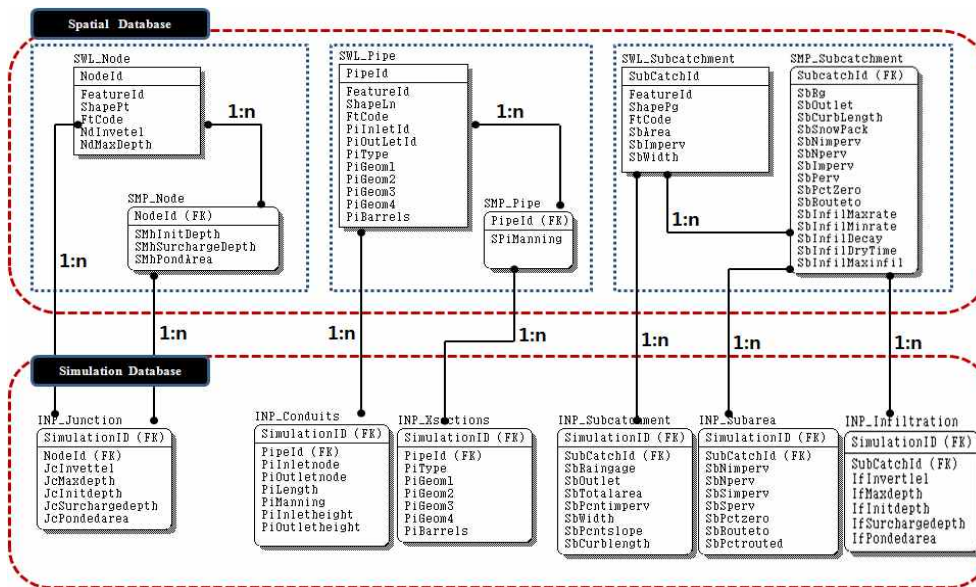 Spatial Database
SWL_Node
NodeId
FeatureId
ShapePt
FtCode
NdInvetel
NdMaxDepth
1:n
SMP_Node
NodeId (FK)
SMhInitDepth
SMhSurchargeDepth
SMhPondArea
1:n
1:n
SWL_Pipe
PipeId
FeatureId
ShapeLn
FtCode
PiInletId
PiOutLetId
PiType
PiGeom1
PiGeom2
PiGeom3
PiGeom4
PiBarrels
1:n
SMP_Pipe
PipeId (FK)
SPiManning
1:n
1:n
SWL_Subcatchment
SubCatchId
FeatureId
ShapePg
FtCode
SbArea
SbImperv
SbWidth
1:n
SMP_Subcatchment
SubcatchId (FK)
SbRg
SbOutlet
SbCurbLength
SbSnowPack
SbNimperv
SbNperv
SbImperv
SbPerv
SbPctZero
SbRouteto
SbInfilMaxrate
SbInfilMinrate
SbInfilDecay
SbInfilDryTime
SbInfilMaxinfil
1:n
1:n
1:n
Simulation Database
INP_Junction
SimulationID (FK)
NodeId (FK)
JcInvettel
JcMaxdepth
JcInitdepth
JcSurchargedepth
JcPondedarea
INP_Conduits
SimulationID (FK)
PipeId (FK)
PiInletnode
PiOutletnode
PiLength
PiManning
PiInletheight
PiOutletheight
INP_Xsections
SimulationID (FK)
PipeId (FK)
PiType
PiGeom1
PiGeom2
PiGeom3
PiGeom4
PiBarrels
INP_Subcatchment
SimulationID (FK)
SubCatchId (FK)
SbRaingage
SbOutlet
SbTotalarea
SbPcntimperv
SbWidth
SbPcntslope
SbCurblength
INP_Subarea
SimulationID (FK)
SubCatchId (FK)
SbNimperv
SbNperv
SbSimperv
SbSperv
SbPctzero
SbRouteto
SbPctrouted
INP_Infiltration
SimulationID (FK)
SubCatchId (FK)
IfInvertlel
IfMaxdepth
IfInitdepth
IfSurchargedepth
IfPondedarea